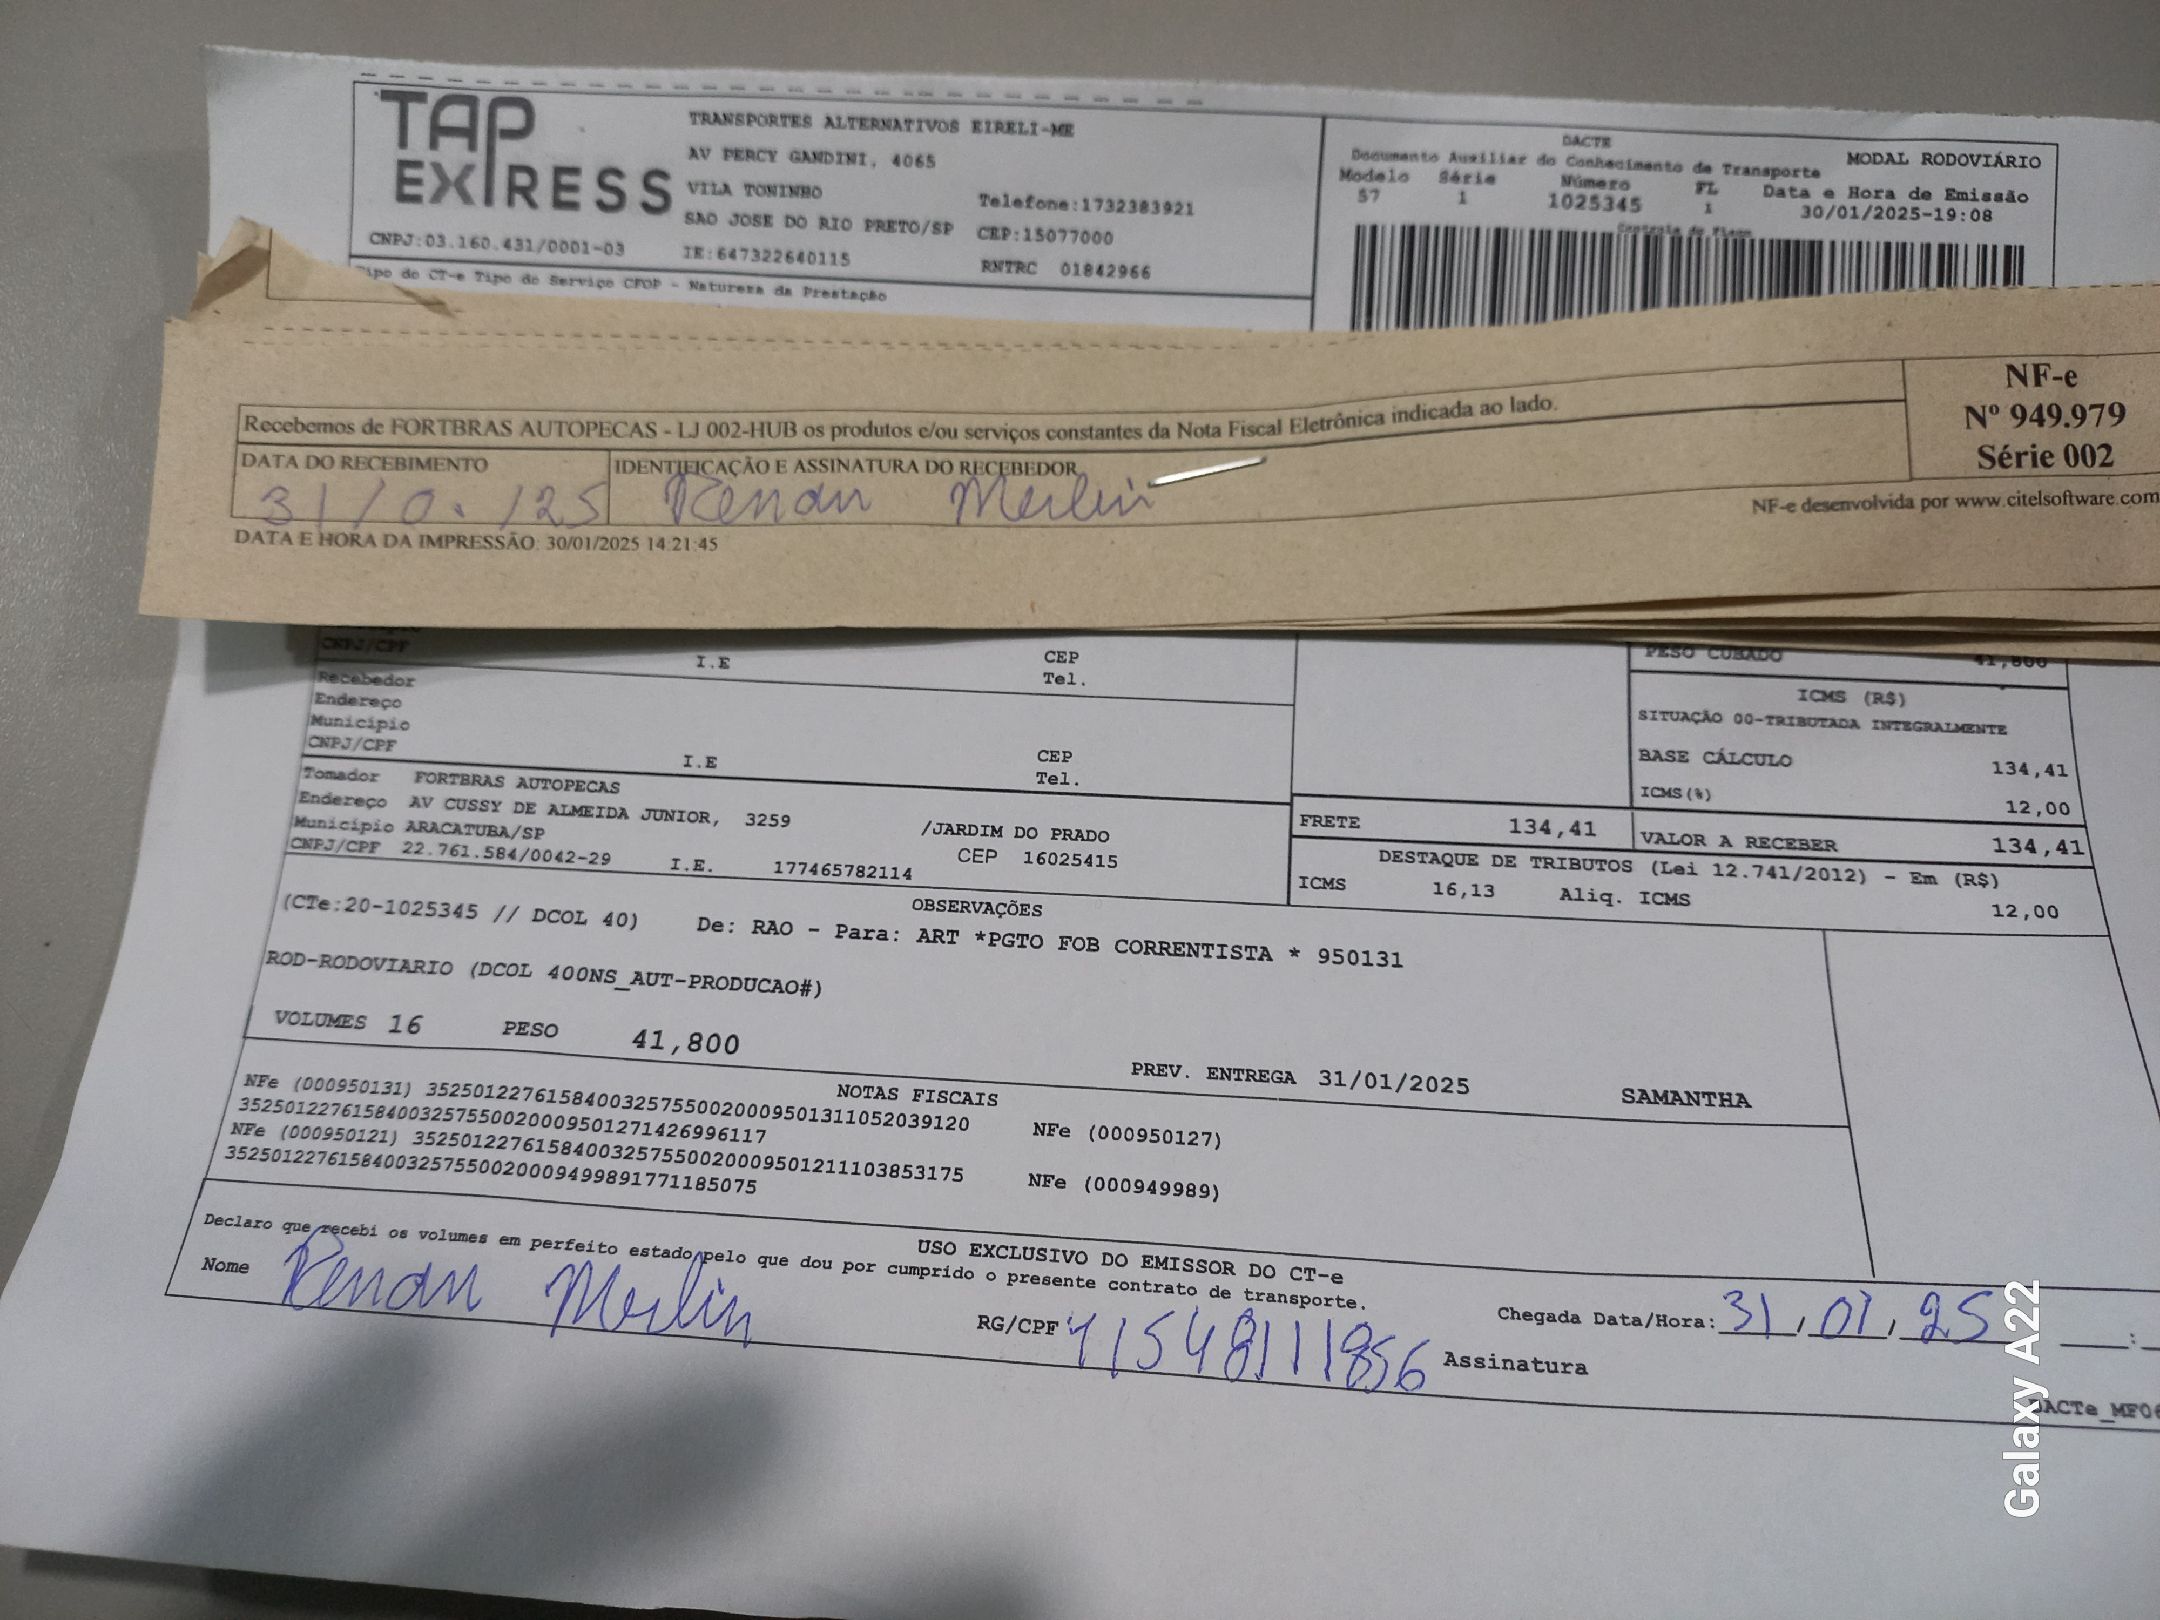 TAP EXPRESS
TRANSPORTES ALTERNATIVOS EIRELI-ME
AV PERCY GANDINI, 4065
VILA TONINHO
SAO JOSE DO RIO PRETO/SP
Telefone:1732383921
CEP:15077000
CNPJ:03.160.431/0001-03 IE:647322640115 RNTRC 01842966
Tipo do CT-e Tipo do Serviço CFOP - Natureza da Prestação
DACTE
Documento Auxiliar do Conhecimento de Transporte
MODAL RODOVIÁRIO
Modelo Série Número FL Data e Hora de Emissão
57 1 1025345 1 30/01/2025-19:08
Controle do Fisco
Recebemos de FORTBRAS AUTOPECAS - LJ 002-HUB os produtos e/ou serviços constantes da Nota Fiscal Eletrônica indicada ao lado.
NF-e
Nº 949.979
Série 002
DATA DO RECEBIMENTO IDENTIFICAÇÃO E ASSINATURA DO RECEBEDOR
Renan Merlin
NF-e desenvolvida por www.citelsoftware.com
DATA E HORA DA IMPRESSÃO: 30/01/2025 14:21:45
CNPJ/CPF I.E CEP
Tel.
Recebedor
Endereço
Município
CNPJ/CPF I.E CEP
Tel.
PESO CUBADO 41,800
ICMS (R$)
SITUAÇÃO 00-TRIBUTADA INTEGRALMENTE
BASE CÁLCULO 134,41
ICMS(%) 12,00
Tomador FORTBRAS AUTOPECAS
Endereço AV CUSSY DE ALMEIDA JUNIOR, 3259 /JARDIM DO PRADO
Município ARACATUBA/SP CEP 16025415
CNPJ/CPF 22.761.584/0042-29 I.E. 177465782114
FRETE 134,41 VALOR A RECEBER 134,41
DESTAQUE DE TRIBUTOS (Lei 12.741/2012) - Em (R$)
ICMS 16,13 Aliq. ICMS 12,00
OBSERVAÇÕES
(CTe:20-1025345 // DCOL 40) De: RAO - Para: ART *PGTO FOB CORRENTISTA * 950131
ROD-RODOVIARIO (DCOL 400NS_AUT-PRODUCAO#)
VOLUMES 16 PESO 41,800 PREV. ENTREGA 31/01/2025 SAMANTHA
NOTAS FISCAIS
NFe (000950131) 35250122761584003257550020009501311052039120 NFe (000950127)
35250122761584003257550020009501271426996117
NFe (000950121) 35250122761584003257550020009501211103853175 NFe (000949989)
35250122761584003257550020009499891771185075
USO EXCLUSIVO DO EMISSOR DO CT-e
Declaro que recebi os volumes em perfeito estado pelo que dou por cumprido o presente contrato de transporte.
Nome Renan Merlin RG/CPF 41548111856 Assinatura
Chegada Data/Hora: 31, 01, 25 :
DACTe_MF06
Galaxy A22